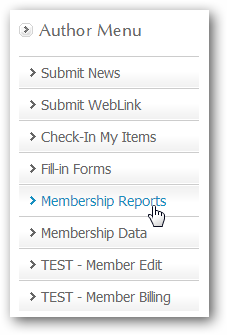 Author Menu
Submit News
Submit WebLink
Check-In My Items
Fill-in Forms
Membership Reports
Membership Data
TEST - Member Edit
TEST - Member Billing